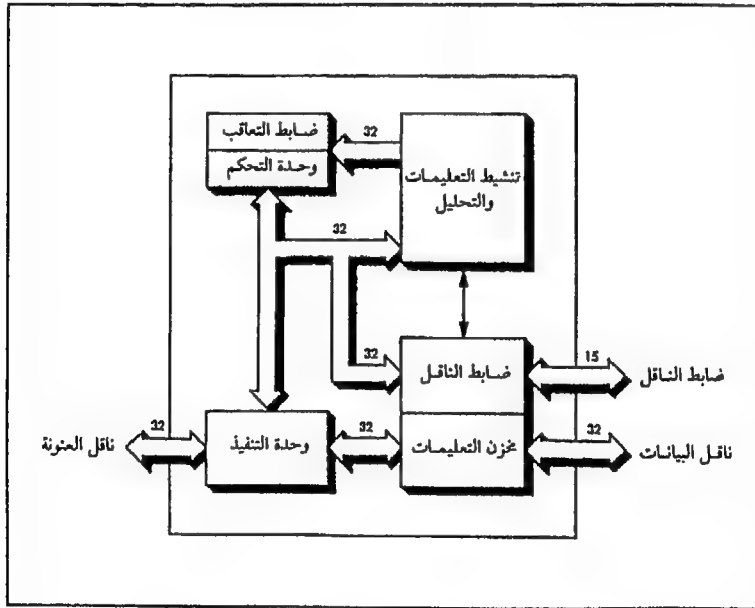 ضابط التعاقب
32
وحدة التحكم
تنشيط التعليمات
والتحليل
32
32
ضابط الناقل
15
ضابط الناقل
32
ناقل العنونة
وحدة التنفيذ
32
مخزن التعليمات
32
ناقل البيانات